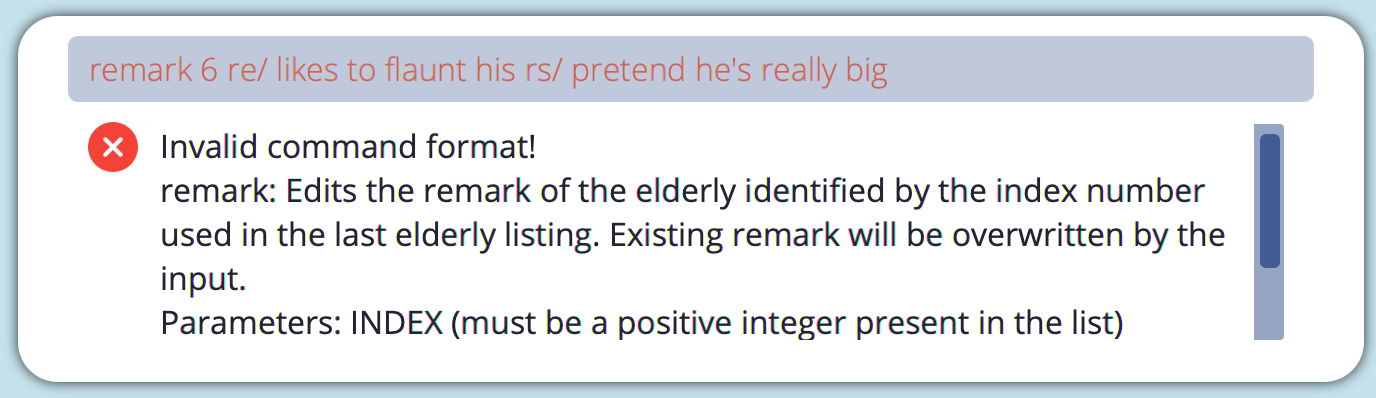 remark 6 re/ likes to flaunt his rs/ pretend he's really big
Invalid command format!
remark: Edits the remark of the elderly identified by the index number
used in the last elderly listing. Existing remark will be overwritten by the
input.
Parameters: INDEX (must be a positive integer present in the list)